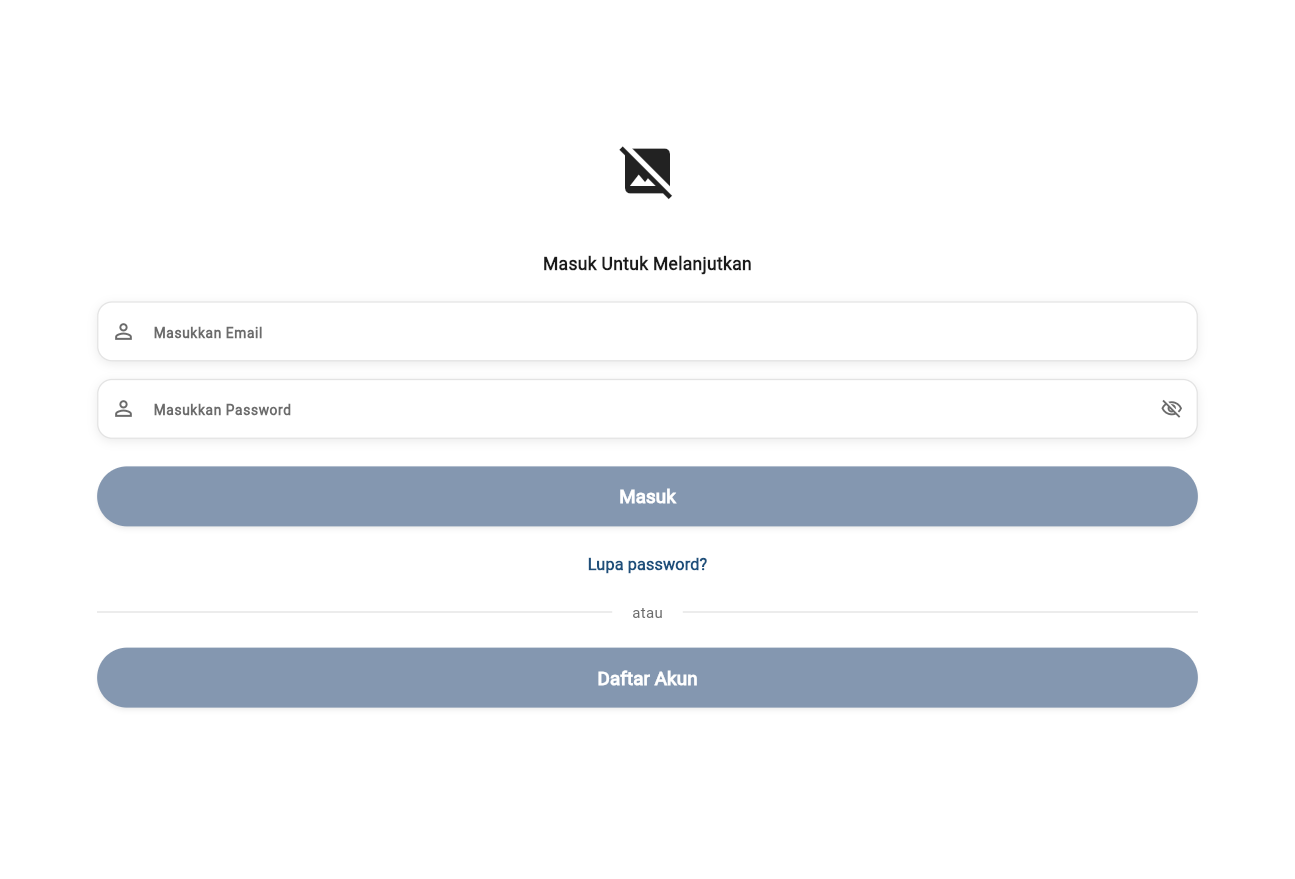 Masuk Untuk Melanjutkan
Masukkan Email
Masukkan Password
Masuk
Lupa password?
atau
Daftar Akun